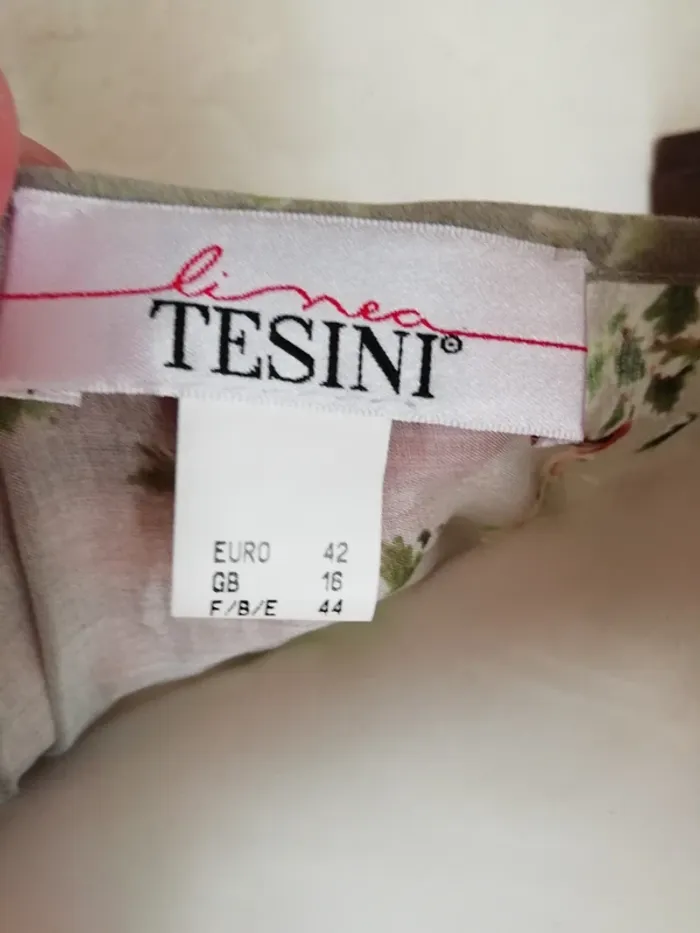 linea
TESINI©
EURO 42
GB 16
F/B/E 44